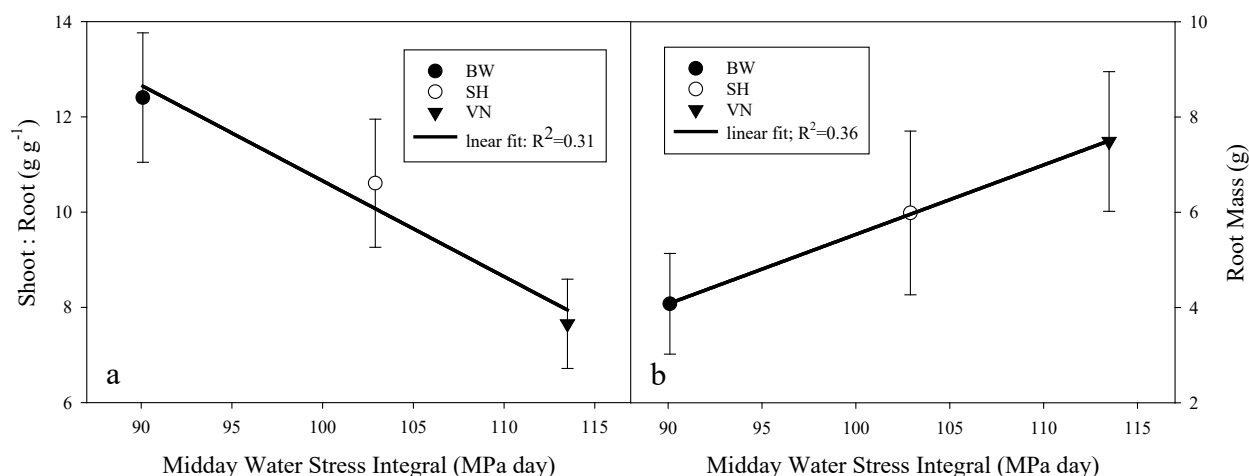 Shoot : Root (g g-1)
14
12
10
8
6
BW
SH
VN
lnear fit: R2=0.31
a
90
95
100
105
110
115
Midday Water Stress Integral (MPa day)
BW
SH
VN
linear fit; R2=0.36
b
90
95
100
105
110
115
Midday Water Stress Integral (MPa day)
10
8
6
4
2
Root Mass (g)